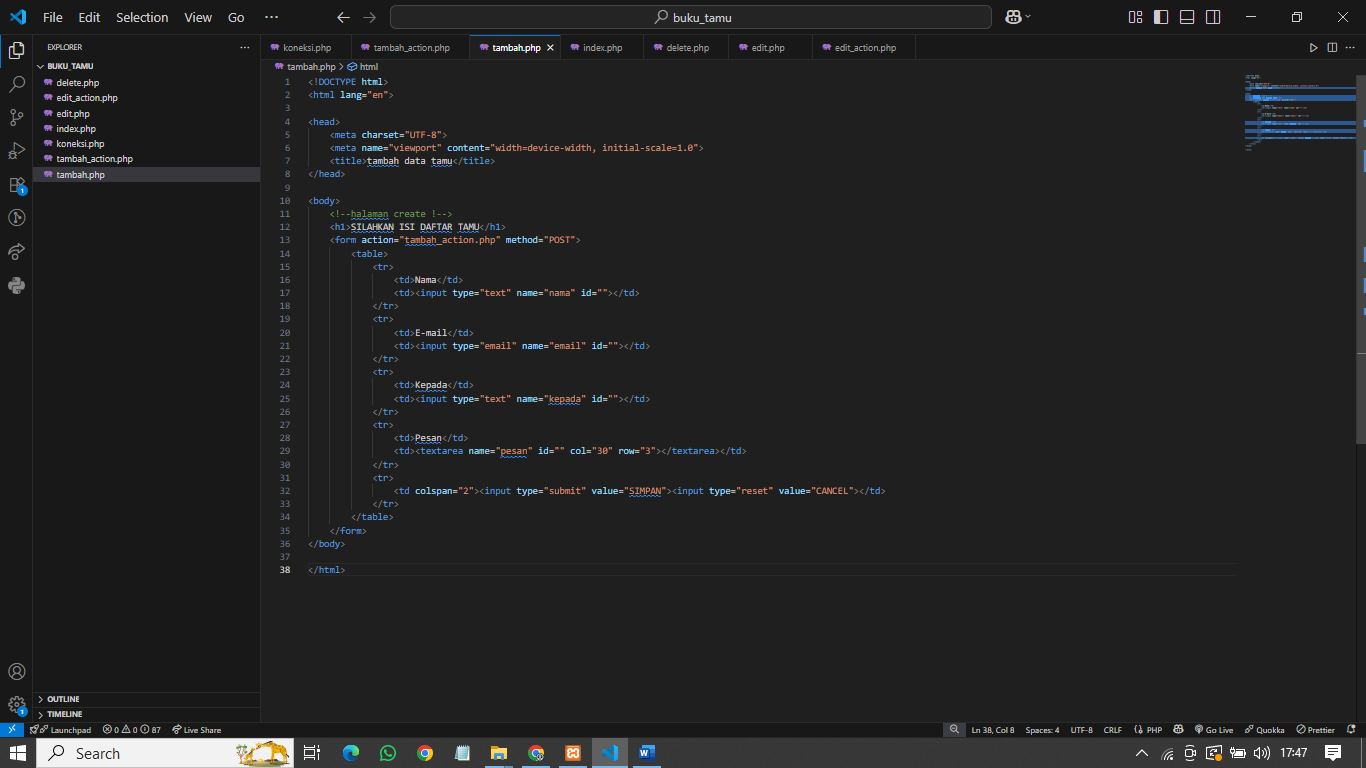 File Edit Selection View Go ··· buku_tamu
EXPLORER ···
BUKU_TAMU
delete.php
edit_action.php
edit.php
index.php
koneksi.php
tambah_action.php
tambah.php
OUTLINE
TIMELINE
koneksi.php tambah_action.php tambah.php index.php delete.php edit.php edit_action.php
tambah.php > html
1 <!DOCTYPE html>
2 <html lang="en">
3
4 <head>
5 <meta charset="UTF-8">
6 <meta name="viewport" content="width=device-width, initial-scale=1.0">
7 <title>tambah data tamu</title>
8 </head>
9
10 <body>
11 <!--halaman create !-->
12 <h1>SILAHKAN ISI DAFTAR TAMU</h1>
13 <form action="tambah_action.php" method="POST">
14 <table>
15 <tr>
16 <td>Nama</td>
17 <td><input type="text" name="nama" id=""></td>
18 </tr>
19 <tr>
20 <td>E-mail</td>
21 <td><input type="email" name="email" id=""></td>
22 </tr>
23 <tr>
24 <td>Kepada</td>
25 <td><input type="text" name="kepada" id=""></td>
26 </tr>
27 <tr>
28 <td>Pesan</td>
29 <td><textarea name="pesan" id="" col="30" row="3"></textarea></td>
30 </tr>
31 <tr>
32 <td colspan="2"><input type="submit" value="SIMPAN"><input type="reset" value="CANCEL"></td>
33 </tr>
34 </table>
35 </form>
36 </body>
37
38 </html>
1
1
Launchpad 0 0 87 Live Share Ln 38, Col 8 Spaces: 4 UTF-8 CRLF PHP Go Live Quokka Prettier
Search 17:47